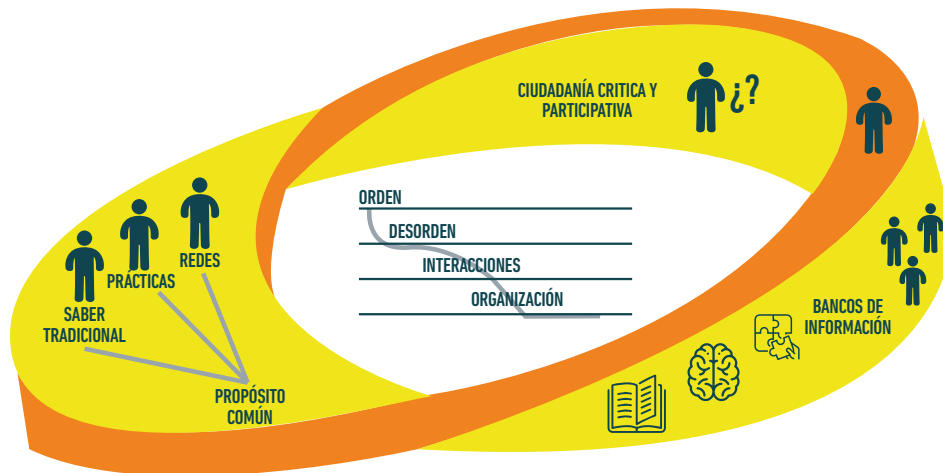 CIUDADANÍA CRITICA Y
PARTICIPATIVA
¿?
ORDEN
DESORDEN
INTERACCIONES
ORGANIZACIÓN
REDES
PRÁCTICAS
SABER
TRADICIONAL
PROPÓSITO
COMÚN
BANCOS DE
INFORMACIÓN